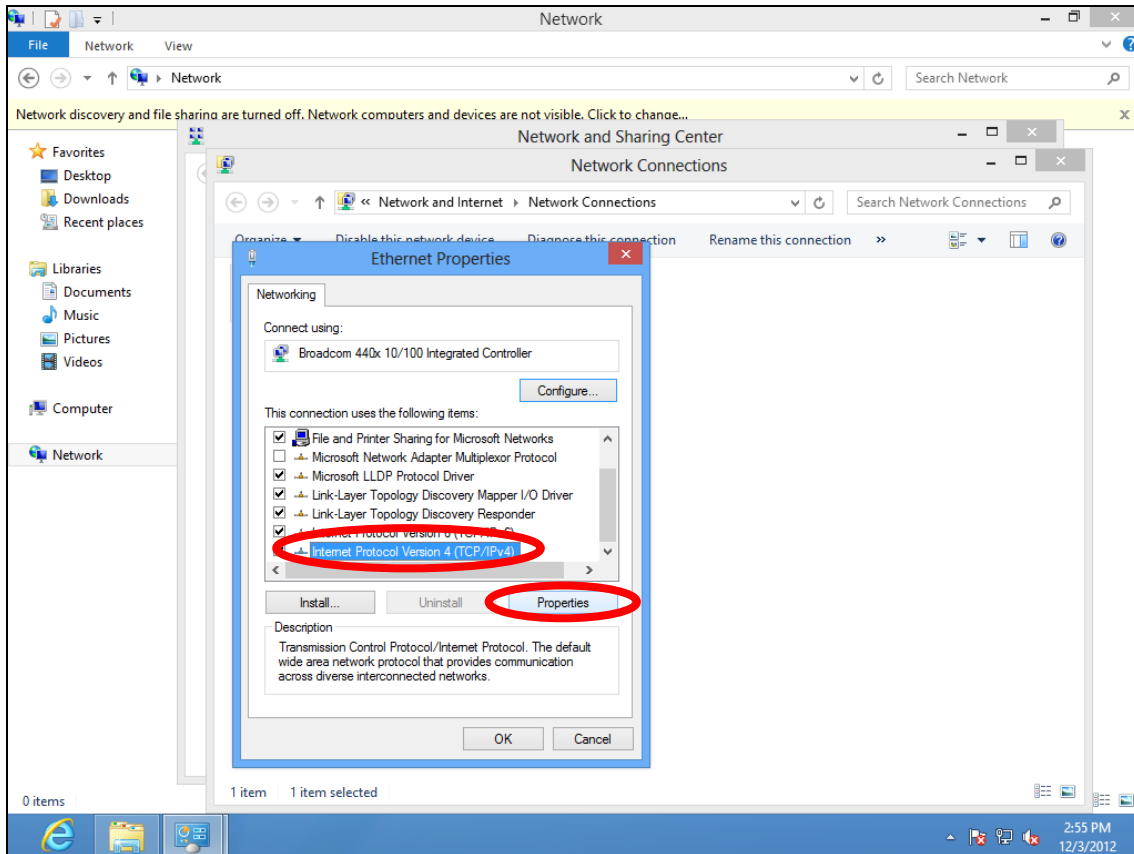 Network
File Network View
Network
Search Network
Network discovery and file sharing are turned off. Network computers and devices are not visible. Click to change...
Network and Sharing Center
Network Connections
Favorites
Desktop
Downloads
Recent places
Libraries
Documents
Music
Pictures
Videos
Computer
Network
« Network and Internet Network Connections
Search Network Connections
Organize Disable this network device Diagnose this connection Rename this connection »
Ethernet Properties
Networking
Connect using:
Broadcom 440x 10/100 Integrated Controller
Configure...
This connection uses the following items:
File and Printer Sharing for Microsoft Networks
Microsoft Network Adapter Multiplexor Protocol
Microsoft LLDP Protocol Driver
Link-Layer Topology Discovery Mapper I/O Driver
Link-Layer Topology Discovery Responder
Internet Protocol Version 6 (TCP/IPv6)
Internet Protocol Version 4 (TCP/IPv4)
Install... Uninstall Properties
Description
Transmission Control Protocol/Internet Protocol. The default
wide area network protocol that provides communication
across diverse interconnected networks.
OK Cancel
1 item 1 item selected
0 items
2:55 PM
12/3/2012